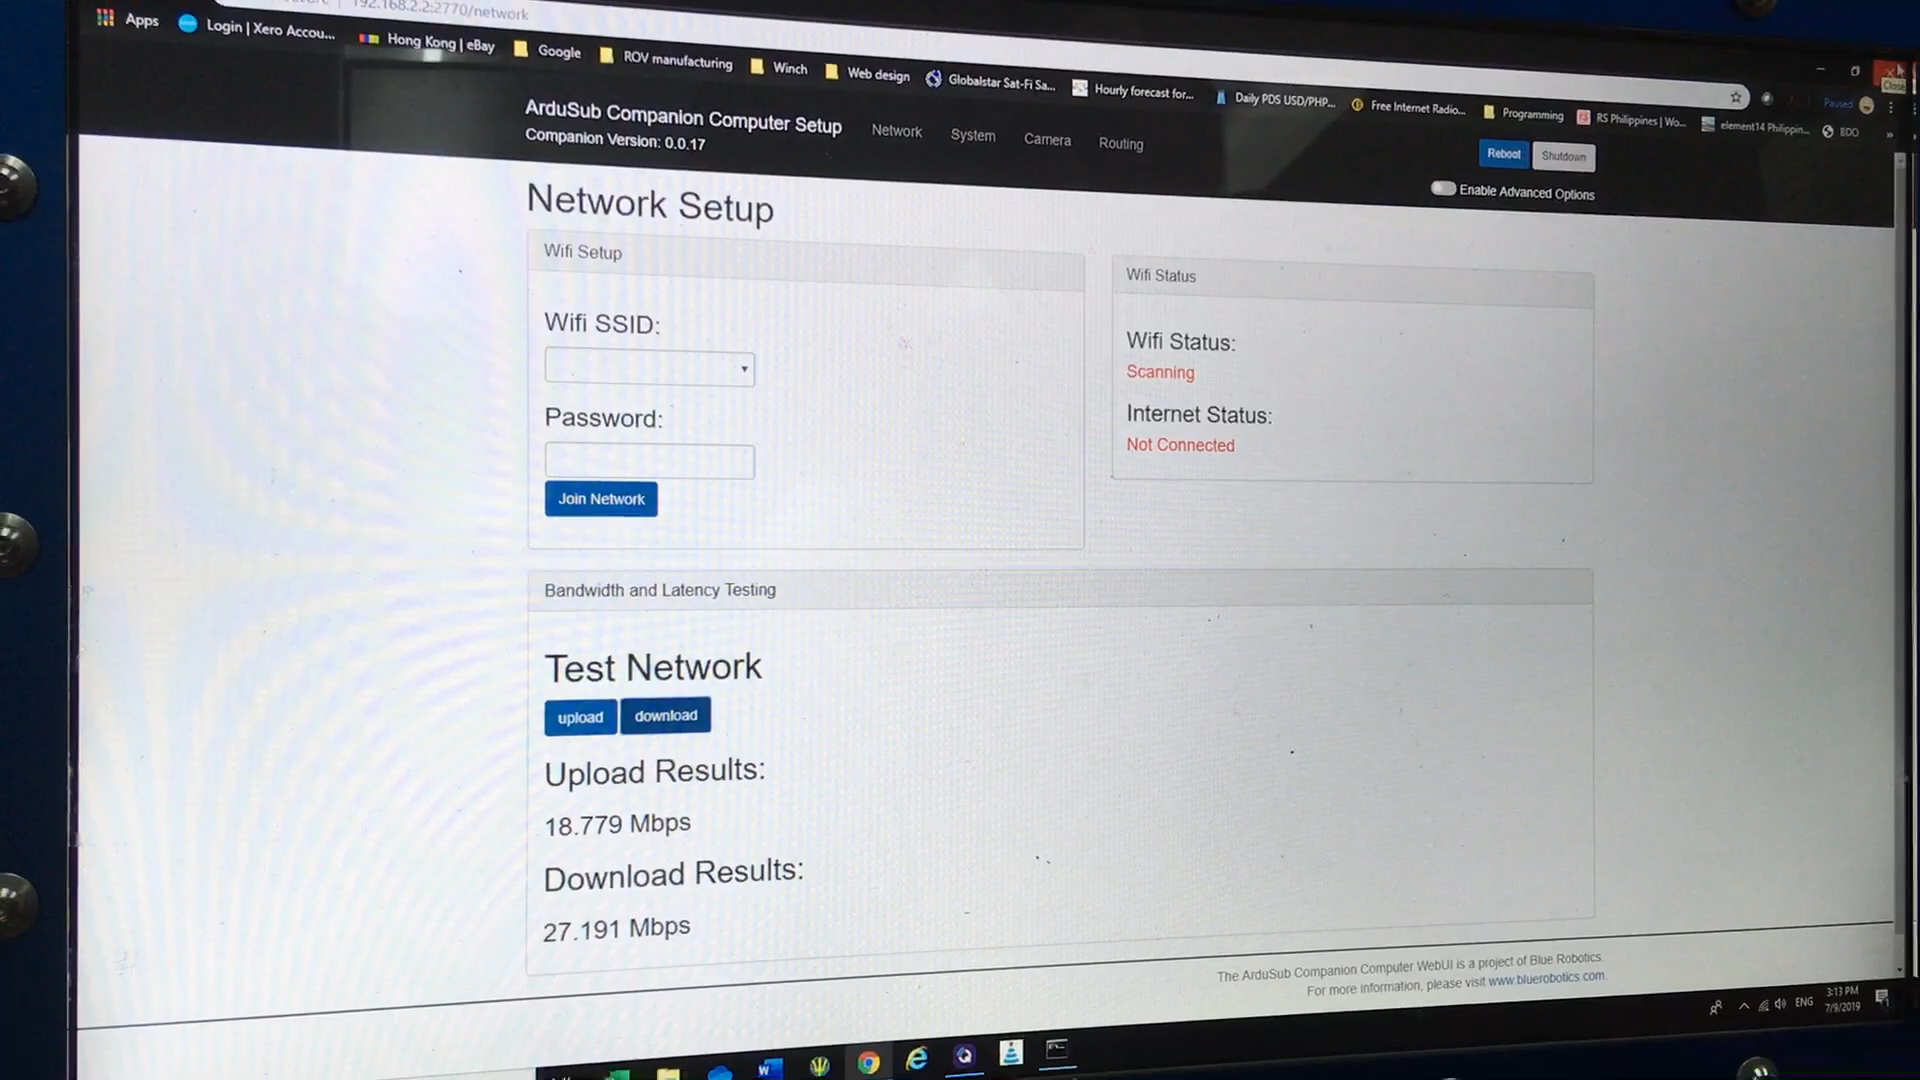 192.168.2.2:2770/network
Apps
Login | Xero Accou...
Hong Kong | eBay
Google
ROV manufacturing
Winch
Web design
Globalstar Sat-Fi Sa...
Hourly forecast for...
Daily PDS USD/PHP...
Free Internet Radio...
Programming
RS Philippines | Wo...
element14 Philippin...
BDO
Paused
Close
ArduSub Companion Computer Setup
Companion Version: 0.0.17
Network
System
Camera
Routing
Reboot
Shutdown
Enable Advanced Options
Network Setup
Wifi Setup
Wifi SSID:
Password:
Join Network
Wifi Status
Wifi Status:
Scanning
Internet Status:
Not Connected
Bandwidth and Latency Testing
Test Network
upload
download
Upload Results:
18.779 Mbps
Download Results:
27.191 Mbps
The ArduSub Companion Computer WebUI is a project of Blue Robotics.
For more information, please visit www.bluerobotics.com.
ENG
3:13 PM
7/9/2019